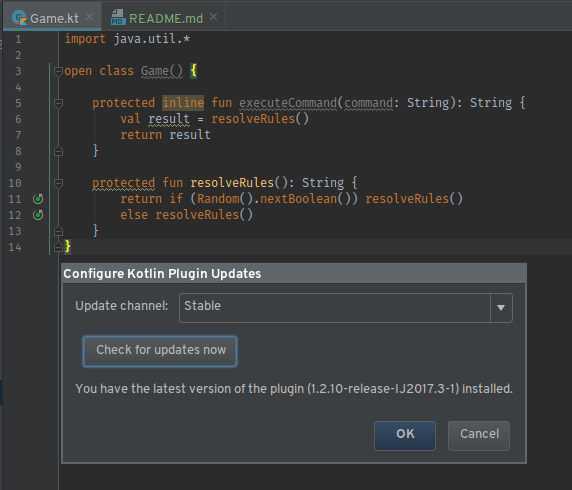 Game.kt × README.md ×
1 import java.util.*
2
3 open class Game() {
4
5 protected inline fun executeCommand(command: String): String {
6 val result = resolveRules()
7 return result
8 }
9
10 protected fun resolveRules(): String {
11 return if (Random().nextBoolean()) resolveRules()
12 else resolveRules()
13 }
14 }
Configure Kotlin Plugin Updates
Update channel: Stable
Check for updates now
You have the latest version of the plugin (1.2.10-release-IJ2017.3-1) installed.
OK Cancel